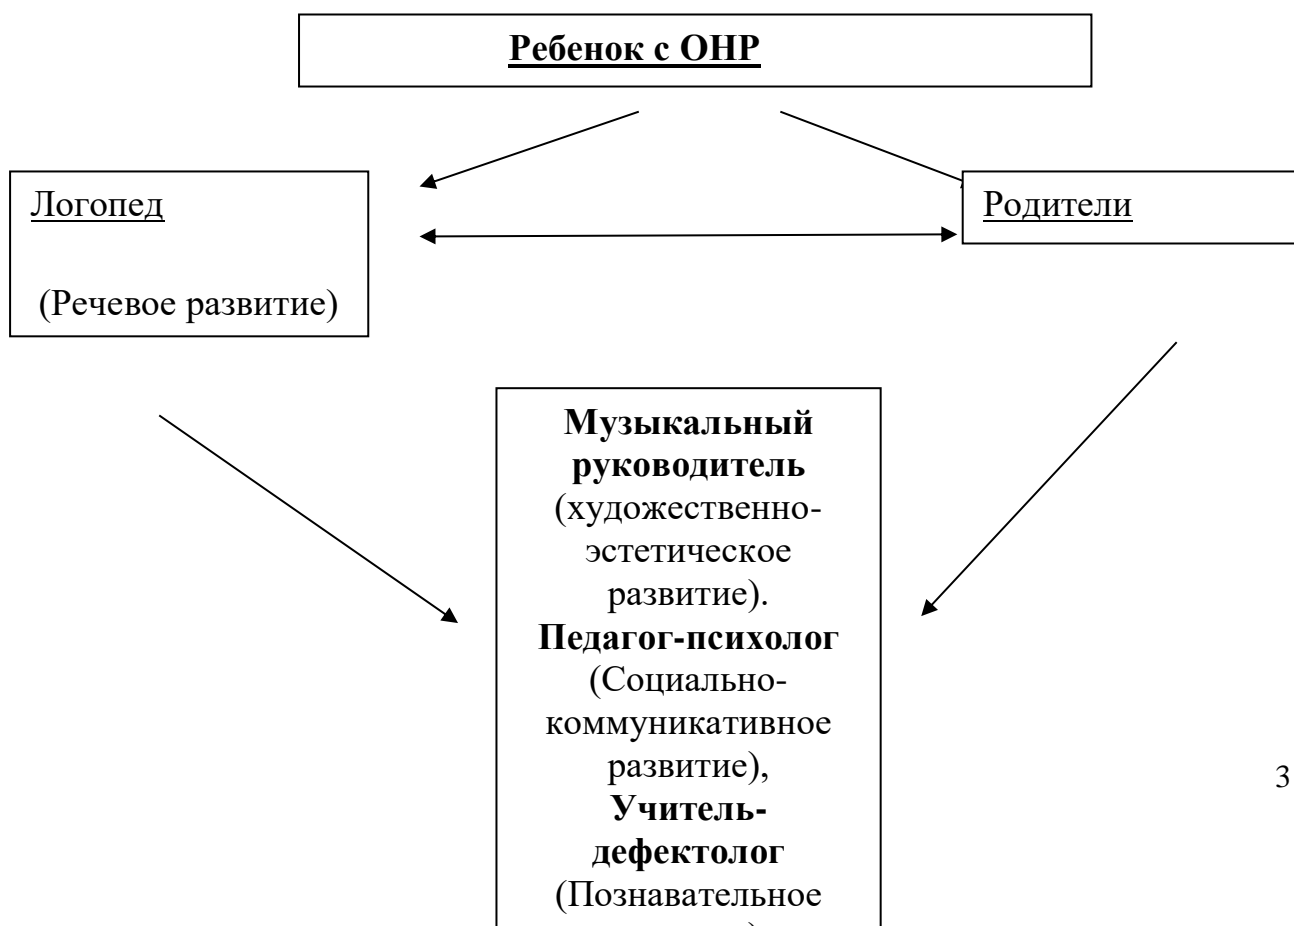 Ребенок с ОНР
Логопед
(Речевое развитие)
Родители
Музыкальный
руководитель
(художественно-
эстетическое
развитие).
Педагог-психолог
(Социально-
коммуникативное
развитие),
Учитель-
дефектолог
(Познавательное
3